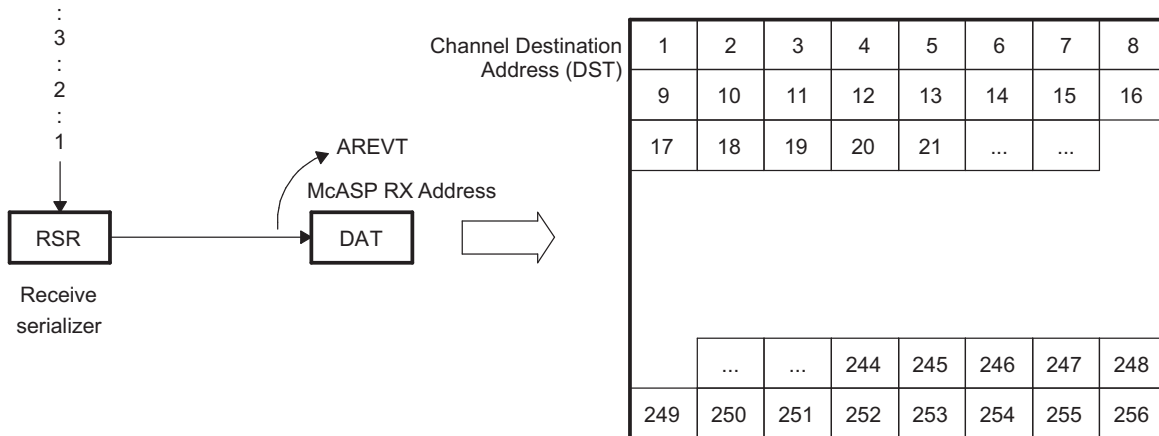 :
3
:
:
2
:
:
1
AREVT
McASP RX Address
RSR
DAT
Receive
serializer
Channel Destination
Address (DST)
1 2 3 4 5 6 7 8
9 10 11 12 13 14 15 16
17 18 19 20 21 ... ...
... ... 244 245 246 247 248
249 250 251 252 253 254 255 256